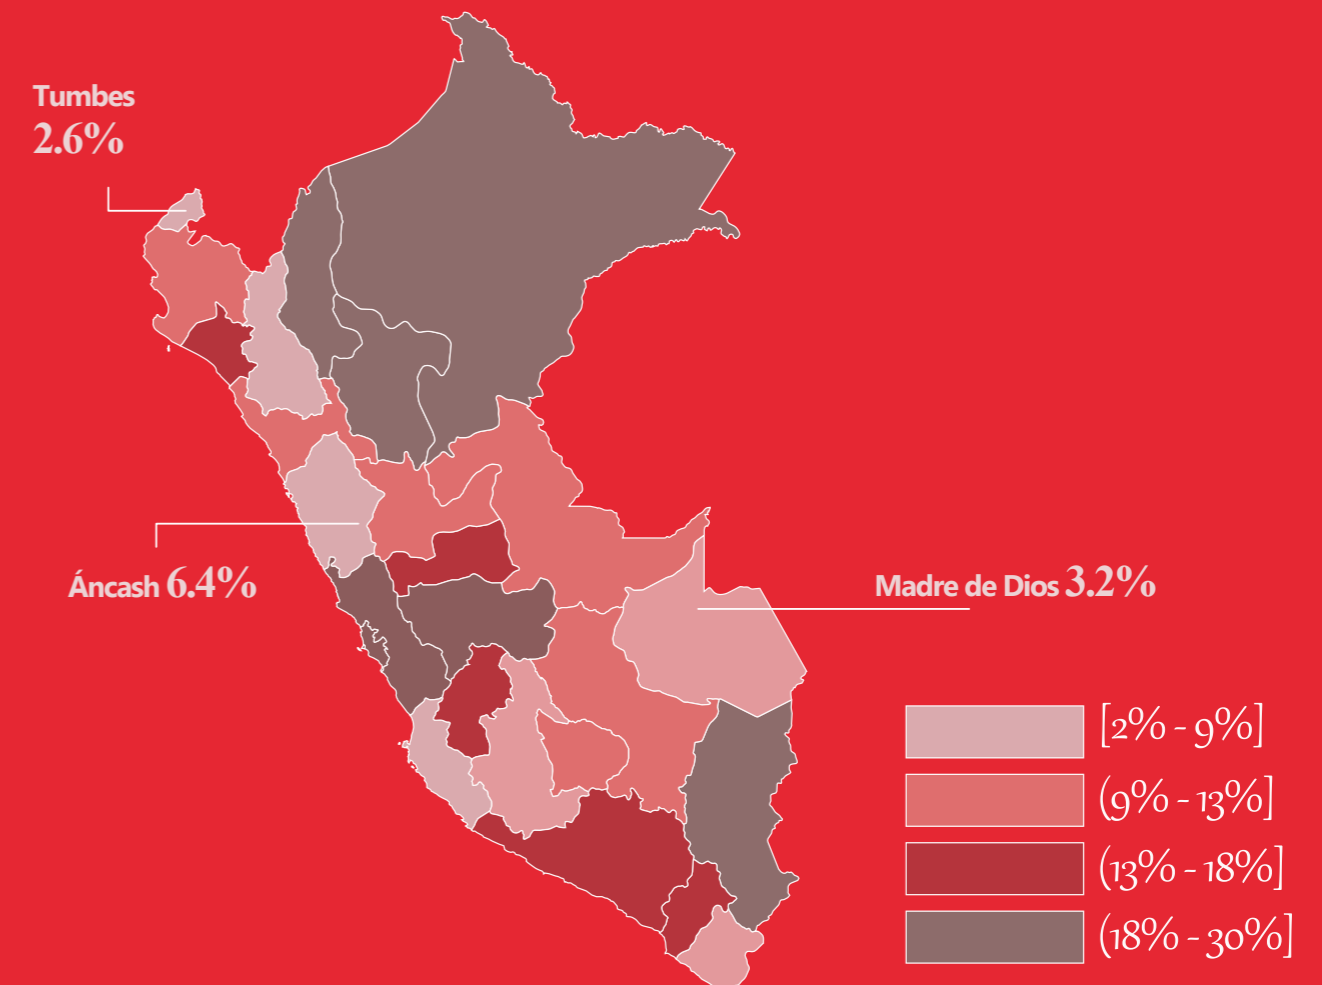 Tumbes
2.6%
Áncash 6.4%
Madre de Dios 3.2%
[2% - 9%]
(9% - 13%]
(13% - 18%]
(18% - 30%]